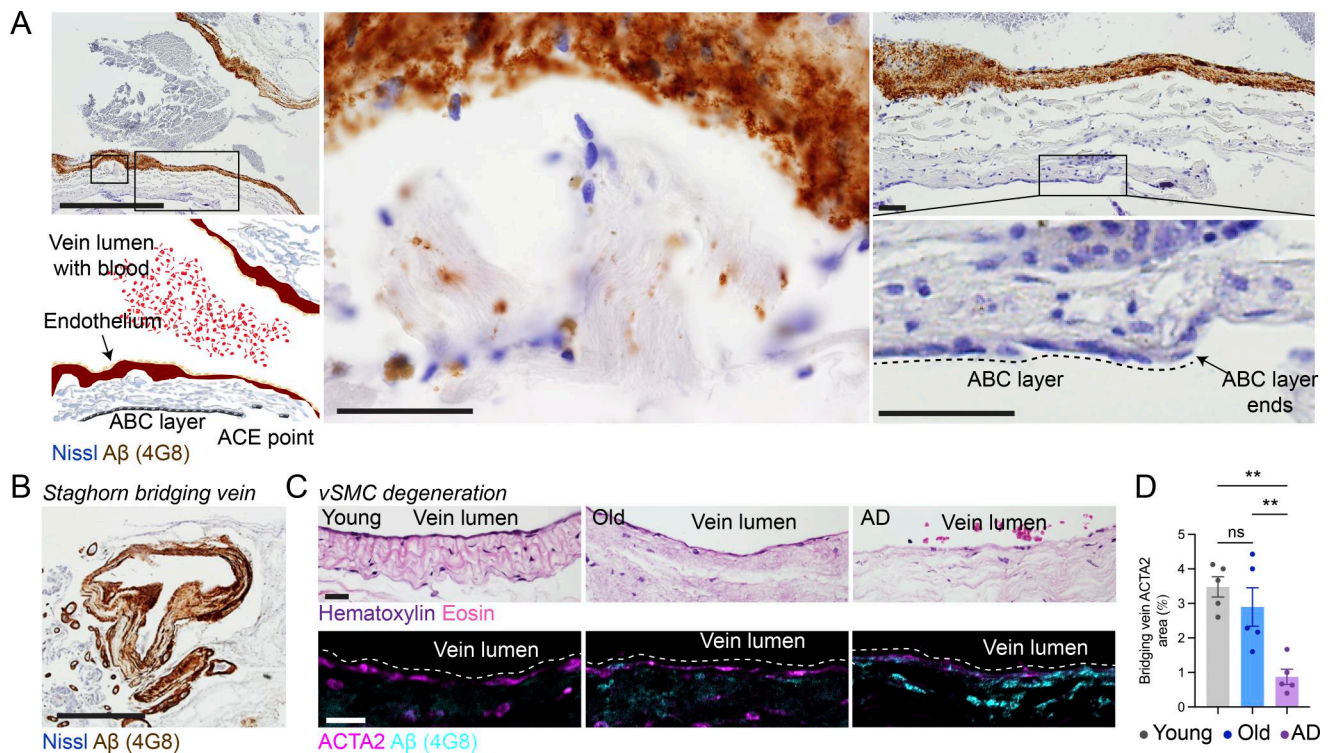 A
Vein lumen
with blood
Endothelium
ABC layer
ACE point
Nissl Aβ (4G8)
ABC layer
ABC layer
ends
B
Staghorn bridging vein
Nissl Aβ (4G8)
C
vSMC degeneration
Young
Vein lumen
Old
Vein lumen
AD
Vein lumen
Hematoxylin Eosin
Vein lumen
Vein lumen
Vein lumen
ACTA2 Aβ (4G8)
D
**
**
ns
Bridging vein ACTA2
area (%)
5
4
3
2
1
0
Young Old AD